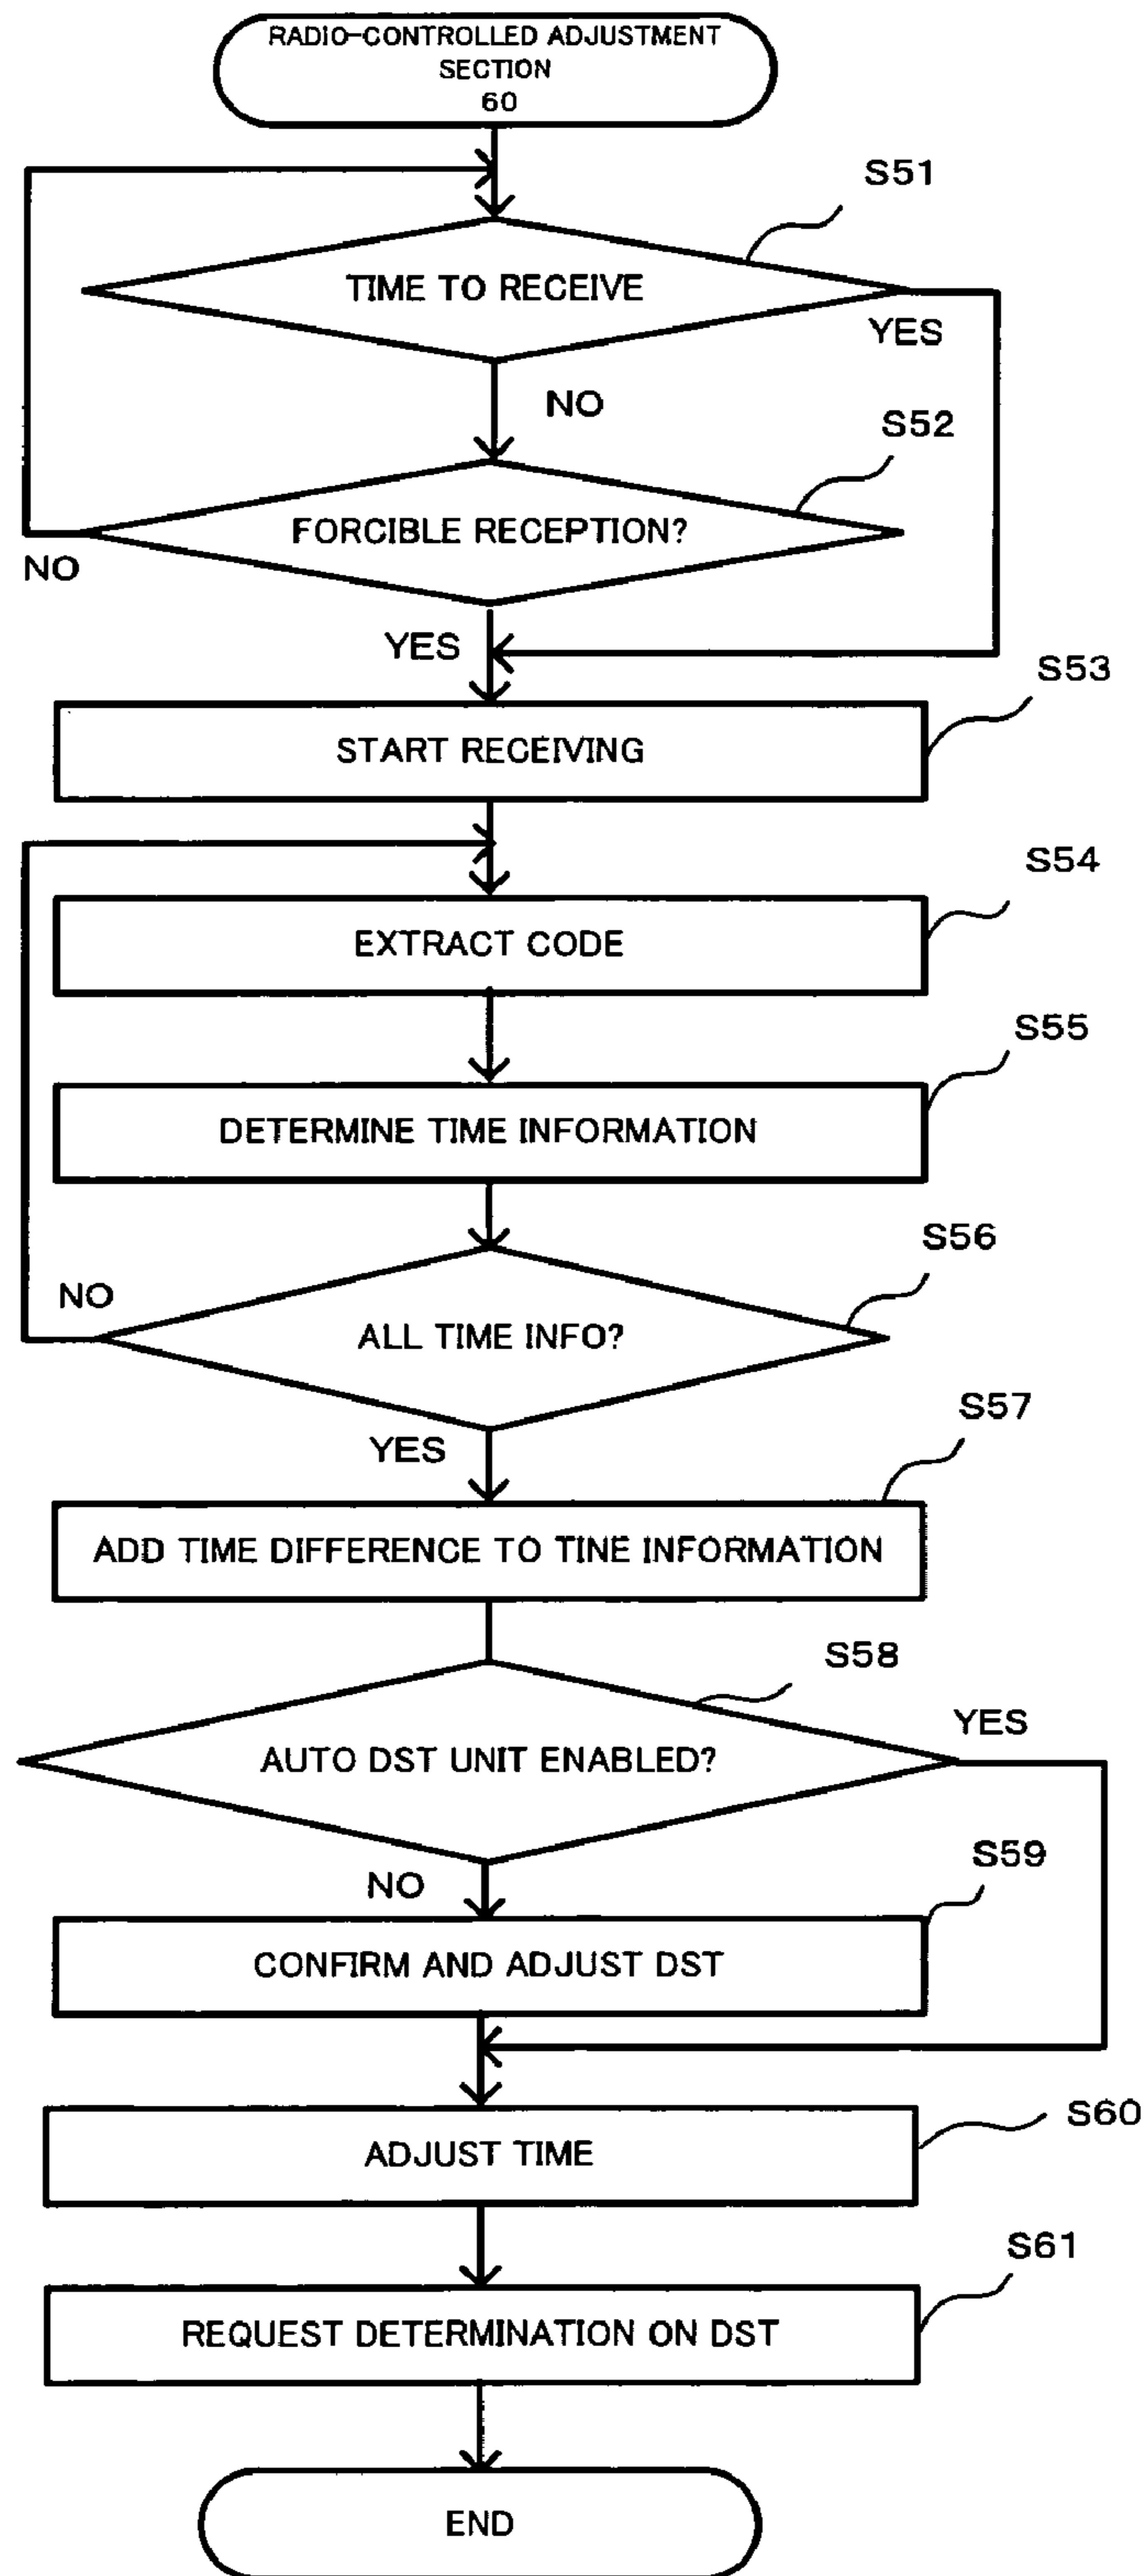 RADIO-CONTROLLED ADJUSTMENT
SECTION
60
S51
TIME TO RECEIVE
YES
NO
S52
FORCIBLE RECEPTION?
NO
YES
S53
START RECEIVING
S54
EXTRACT CODE
S55
DETERMINE TIME INFORMATION
S56
NO
ALL TIME INFO?
S57
YES
ADD TIME DIFFERENCE TO TINE INFORMATION
S58
YES
AUTO DST UNIT ENABLED?
S59
NO
CONFIRM AND ADJUST DST
S60
ADJUST TIME
S61
REQUEST DETERMINATION ON DST
END